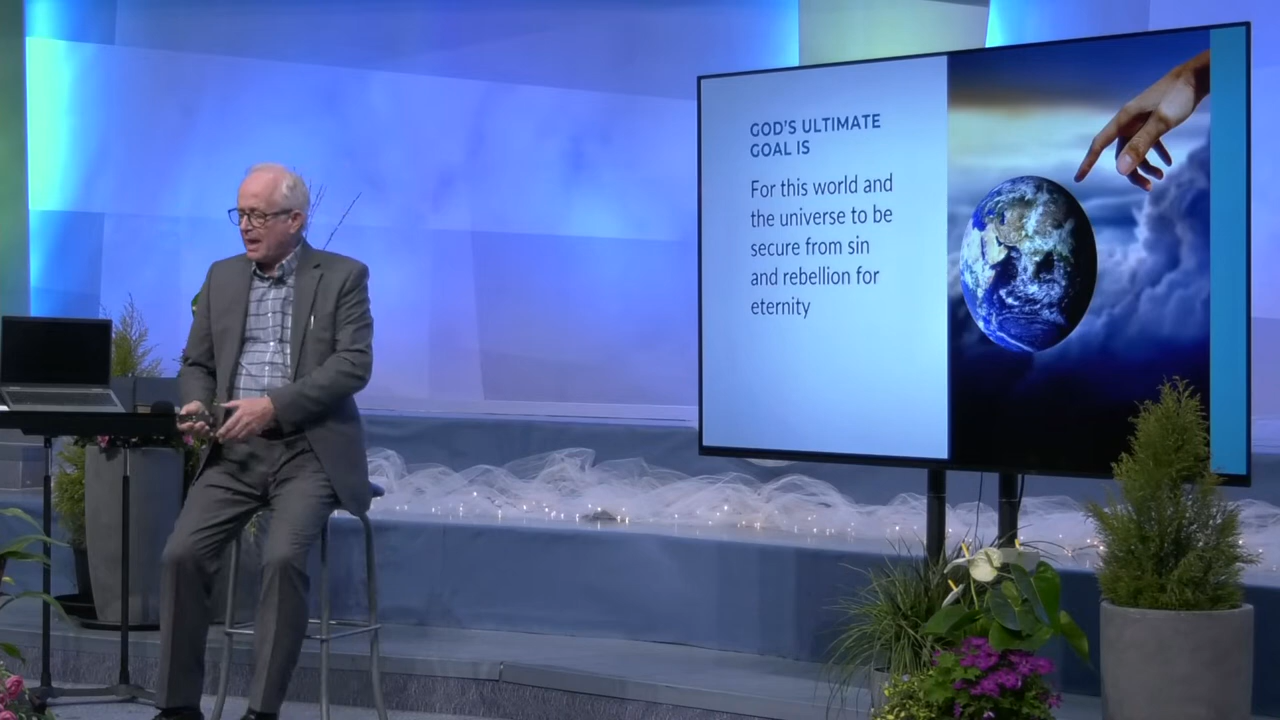 GOD'S ULTIMATE
GOAL IS
For this world and
the universe to be
secure from sin
and rebellion for
eternity